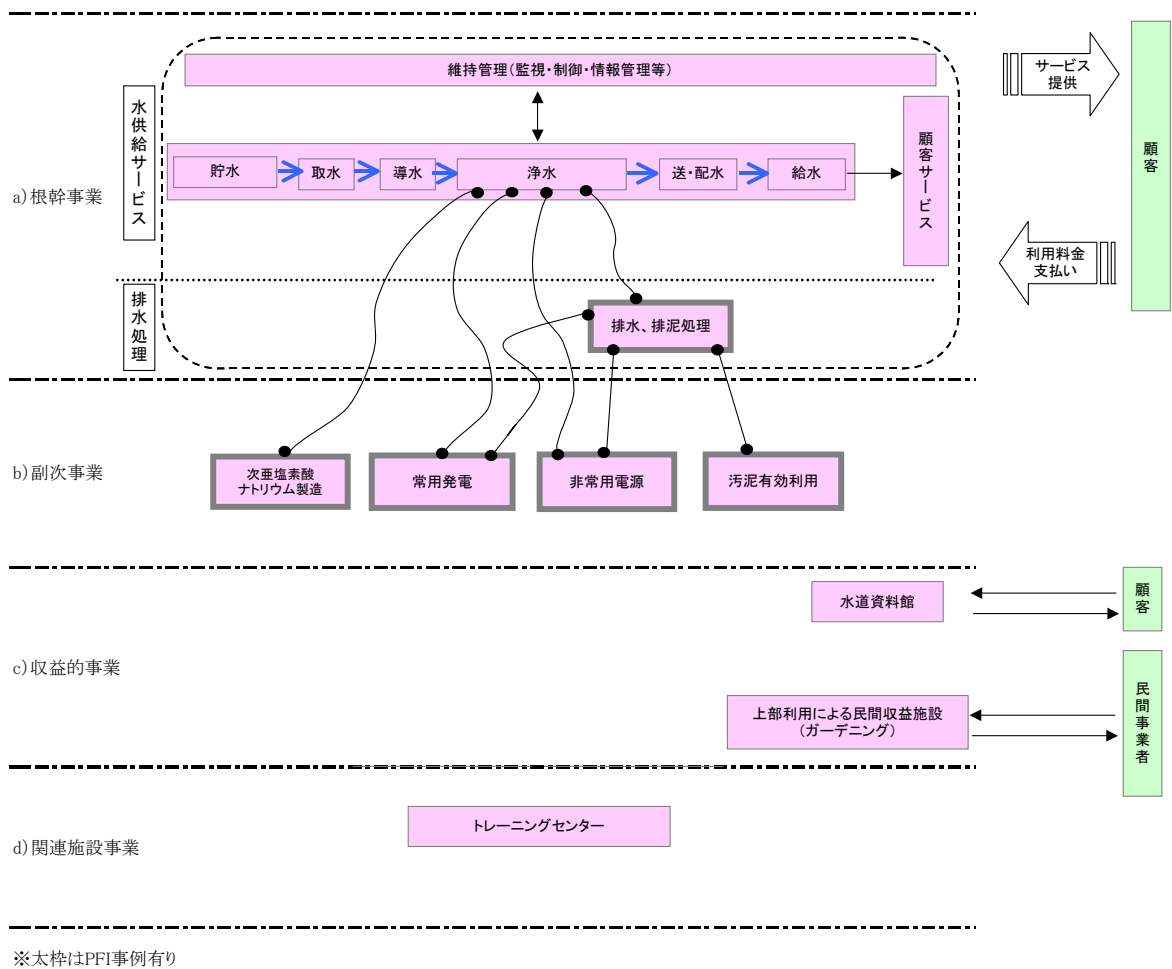 維持管理(監視・制御・情報管理等)
サービス
提供
顧客
水供給サービス
顧客サービス
貯水
取水
導水
浄水
送・配水
給水
a)根幹事業
利用料金
支払い
排水処理
排水、排泥処理
b)副次事業
次亜塩素酸
ナトリウム製造
常用発電
非常用電源
汚泥有効利用
水道資料館
顧客
c)収益的事業
上部利用による民間収益施設
(ガーデニング)
民間事業者
トレーニングセンター
d)関連施設事業
※太枠はPFI事例有り